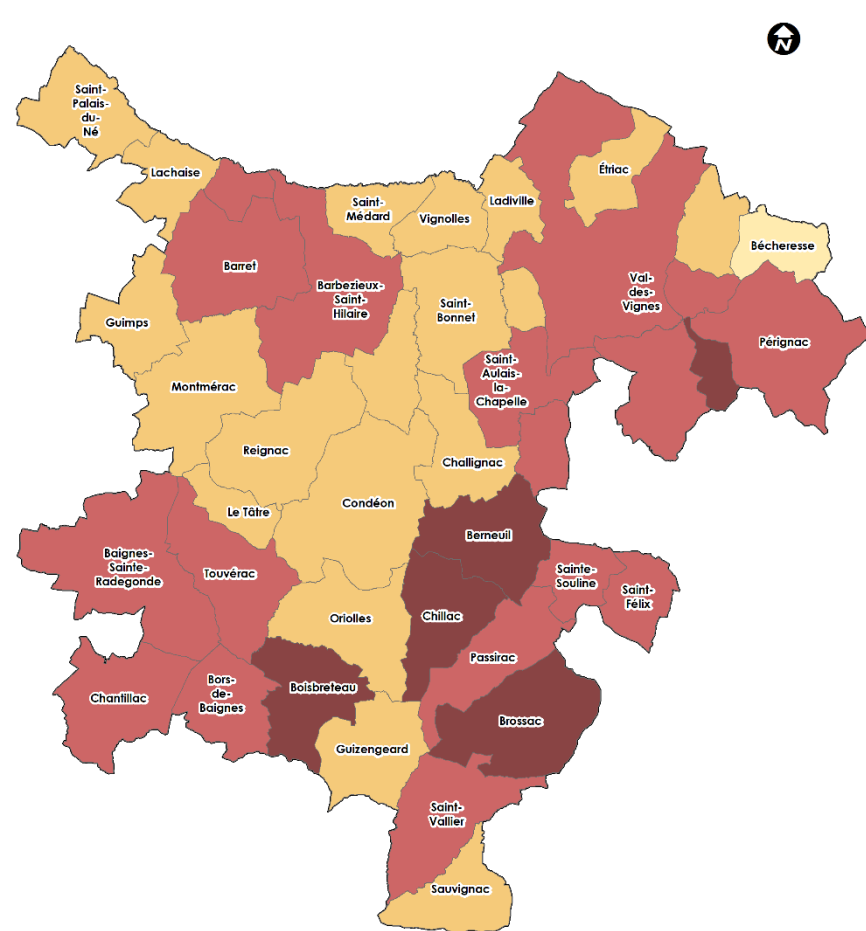 N
Saint-
Palais-
du-
Né
Lachaise
Étriac
Saint-
Médard
Vignolles
Ladiville
Bécheresse
Barret
Barbezieux-
Saint-
Hilaire
Saint-
Bonnet
Val-
des-
Vignes
Guimps
Pérignac
Saint-
Aulais-
la-
Chapelle
Montmérac
Reignac
Challignac
Le Tâtre
Condéon
Berneuil
Baignes-
Sainte-
Radegonde
Touvérac
Sainte-
Souline
Saint-
Félix
Oriolles
Chillac
Passirac
Chantillac
Bors-
de-
Baignes
Boisbreteau
Brossac
Guizengeard
Saint-
Vallier
Sauvignac